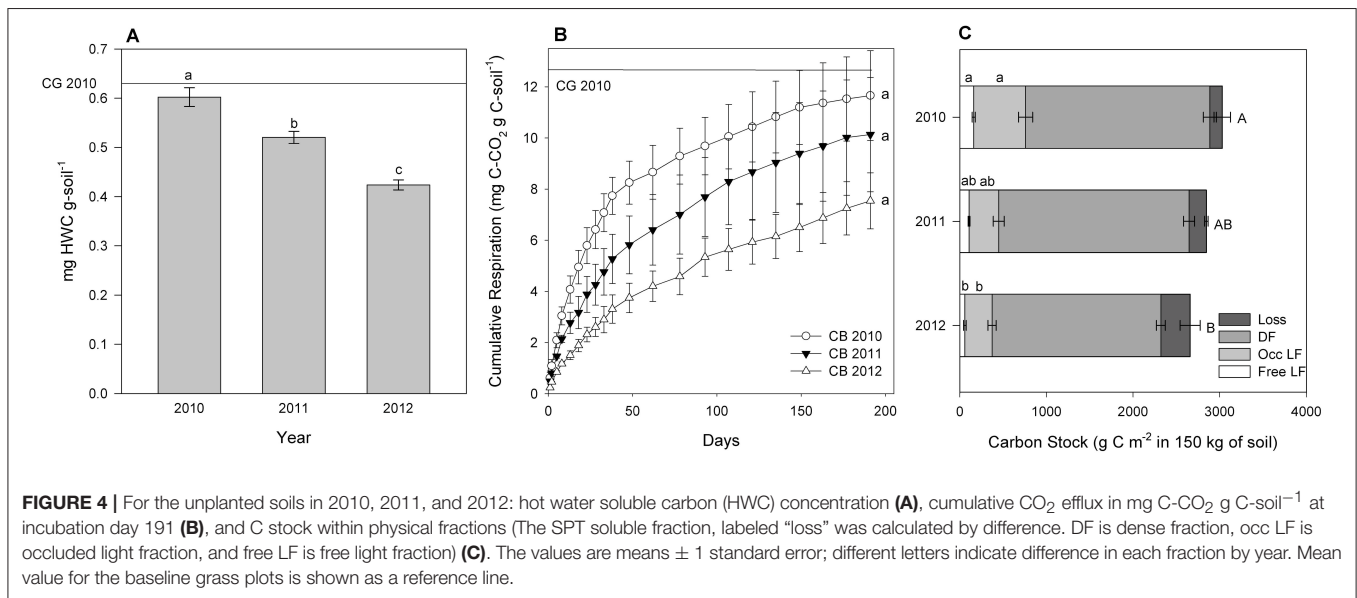 A
mg HWC g-soil⁻¹
0.7
0.6
0.5
0.4
0.3
0.2
0.1
0.0
CG 2010
a
b
c
2010 2011 2012
Year
B
Cumulative Respiration (mg C-CO₂ g C-soil⁻¹)
12
10
8
6
4
2
0
CG 2010
a
a
a
CB 2010
CB 2011
CB 2012
0 50 100 150 200
Days
C
a a
2010 A
ab ab
2011 AB
b b
2012 B
Loss
DF
Occ LF
Free LF
0 1000 2000 3000 4000
Carbon Stock (g C m⁻² in 150 kg of soil)
FIGURE 4 | For the unplanted soils in 2010, 2011, and 2012: hot water soluble carbon (HWC) concentration (A), cumulative CO₂ efflux in mg C-CO₂ g C-soil⁻¹ at
incubation day 191 (B), and C stock within physical fractions (The SPT soluble fraction, labeled “loss” was calculated by difference. DF is dense fraction, occ LF is
occluded light fraction, and free LF is free light fraction) (C). The values are means ± 1 standard error; different letters indicate difference in each fraction by year. Mean
value for the baseline grass plots is shown as a reference line.